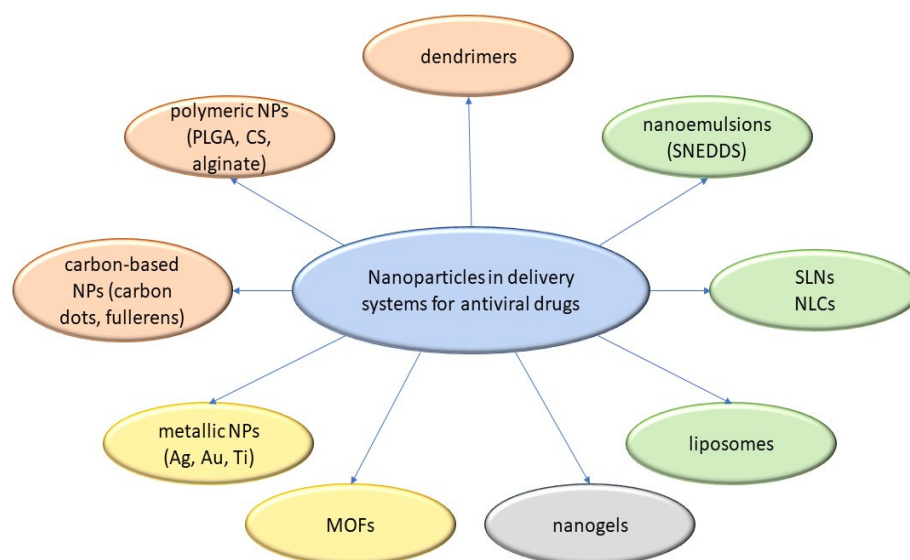 dendrimers
polymeric NPs
(PLGA, CS,
alginate)
nanoemulsions
(SNEDDS)
carbon-based
NPs (carbon
dots, fullerens)
Nanoparticles in delivery
systems for antiviral drugs
SLNs
NLCs
metallic NPs
(Ag, Au, Ti)
liposomes
MOFs
nanogels